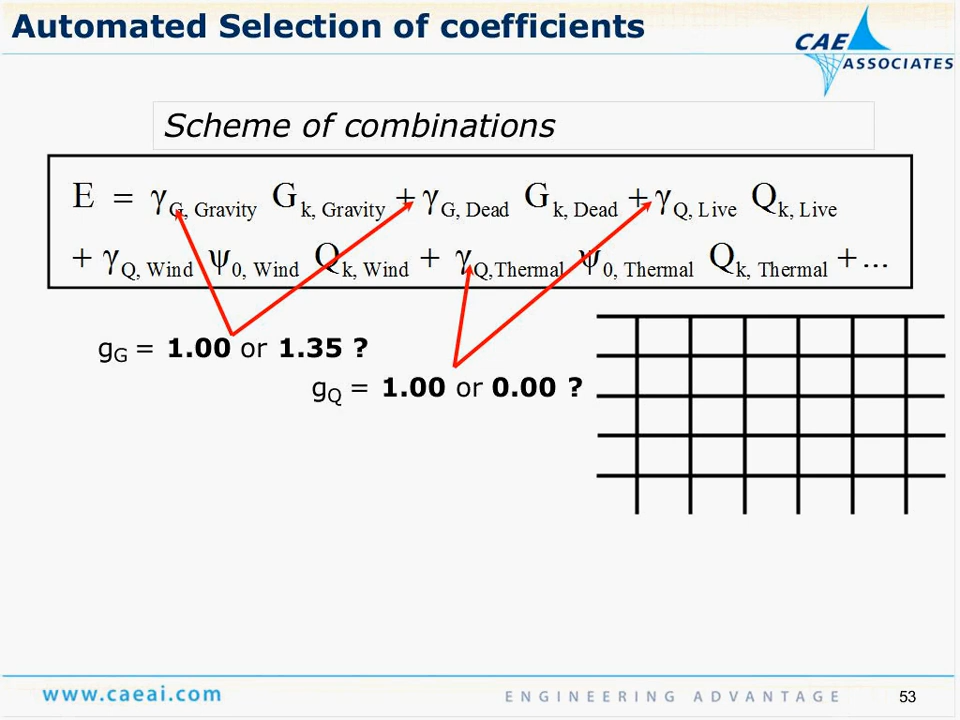 Automated Selection of coefficients
CAE
ASSOCIATES
Scheme of combinations
E = γG, Gravity Gk, Gravity + γG, Dead Gk, Dead + γQ, Live Qk, Live
+ γQ, Wind ψ0, Wind Qk, Wind + γQ,Thermal ψ0, Thermal Qk, Thermal + ...
gG = 1.00 or 1.35 ?
gQ = 1.00 or 0.00 ?
www.caeai.com
ENGINEERING ADVANTAGE
53